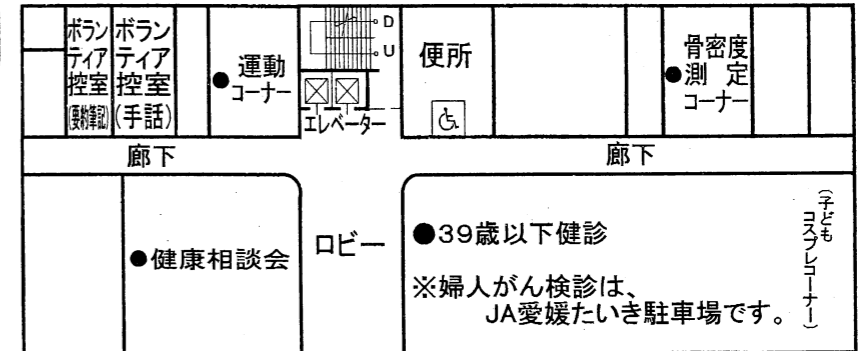 ボラン
ティア
控室
(要約筆記)
ボラン
ティア
控室
(手話)
●運動
コーナー
D
U
エレベーター
便所
骨密度
●測定
コーナー
廊下
廊下
●健康相談会
ロビー
●39歳以下健診
※婦人がん検診は、
JA愛媛たいき駐車場です。
(子ども
コスプレコーナー)